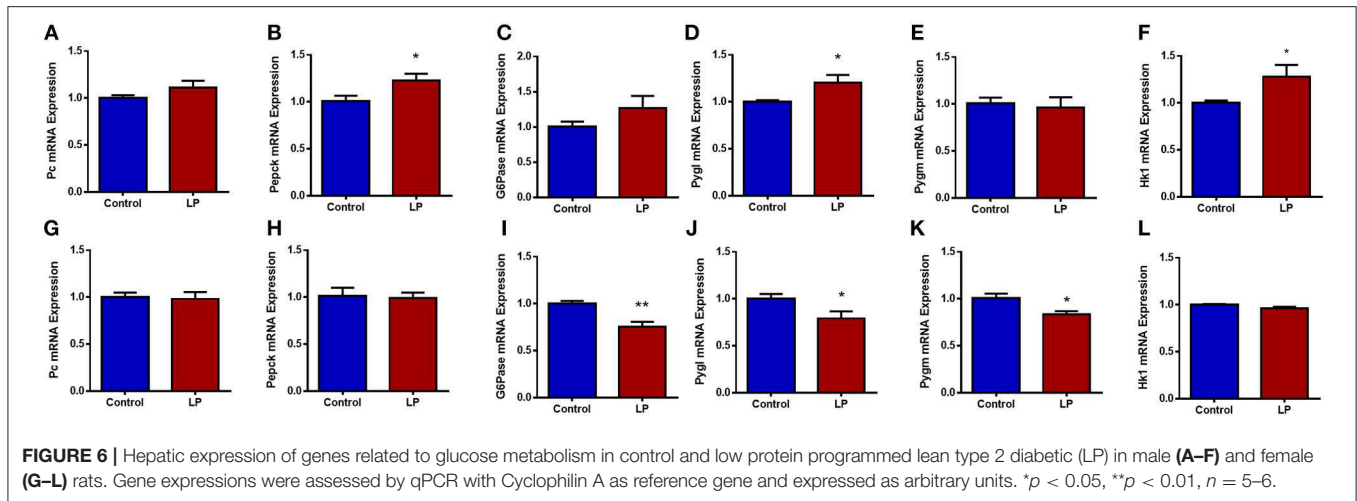 A
Pc mRNA Expression
1.5
1.0
0.5
0.0
Control LP
B
Pepck mRNA Expression
1.5
1.0
0.5
0.0
*
Control LP
C
G6Pase mRNA Expression
2.0
1.5
1.0
0.5
0.0
Control LP
D
Pygl mRNA Expression
1.5
1.0
0.5
0.0
*
Control LP
E
Pygm mRNA Expression
1.5
1.0
0.5
0.0
Control LP
F
Hk1 mRNA Expression
1.5
1.0
0.5
0.0
*
Control LP
G
Pc mRNA Expression
1.5
1.0
0.5
0.0
Control LP
H
Pepck mRNA Expression
1.5
1.0
0.5
0.0
Control LP
I
G6Pase mRNA Expression
1.5
1.0
0.5
0.0
**
Control LP
J
Pygl mRNA Expression
1.5
1.0
0.5
0.0
*
Control LP
K
Pygm mRNA Expression
1.5
1.0
0.5
0.0
*
Control LP
L
Hk1 mRNA Expression
1.5
1.0
0.5
0.0
Control LP
FIGURE 6 | Hepatic expression of genes related to glucose metabolism in control and low protein programmed lean type 2 diabetic (LP) in male (A–F) and female
(G–L) rats. Gene expressions were assessed by qPCR with Cyclophilin A as reference gene and expressed as arbitrary units. *p < 0.05, **p < 0.01, n = 5–6.